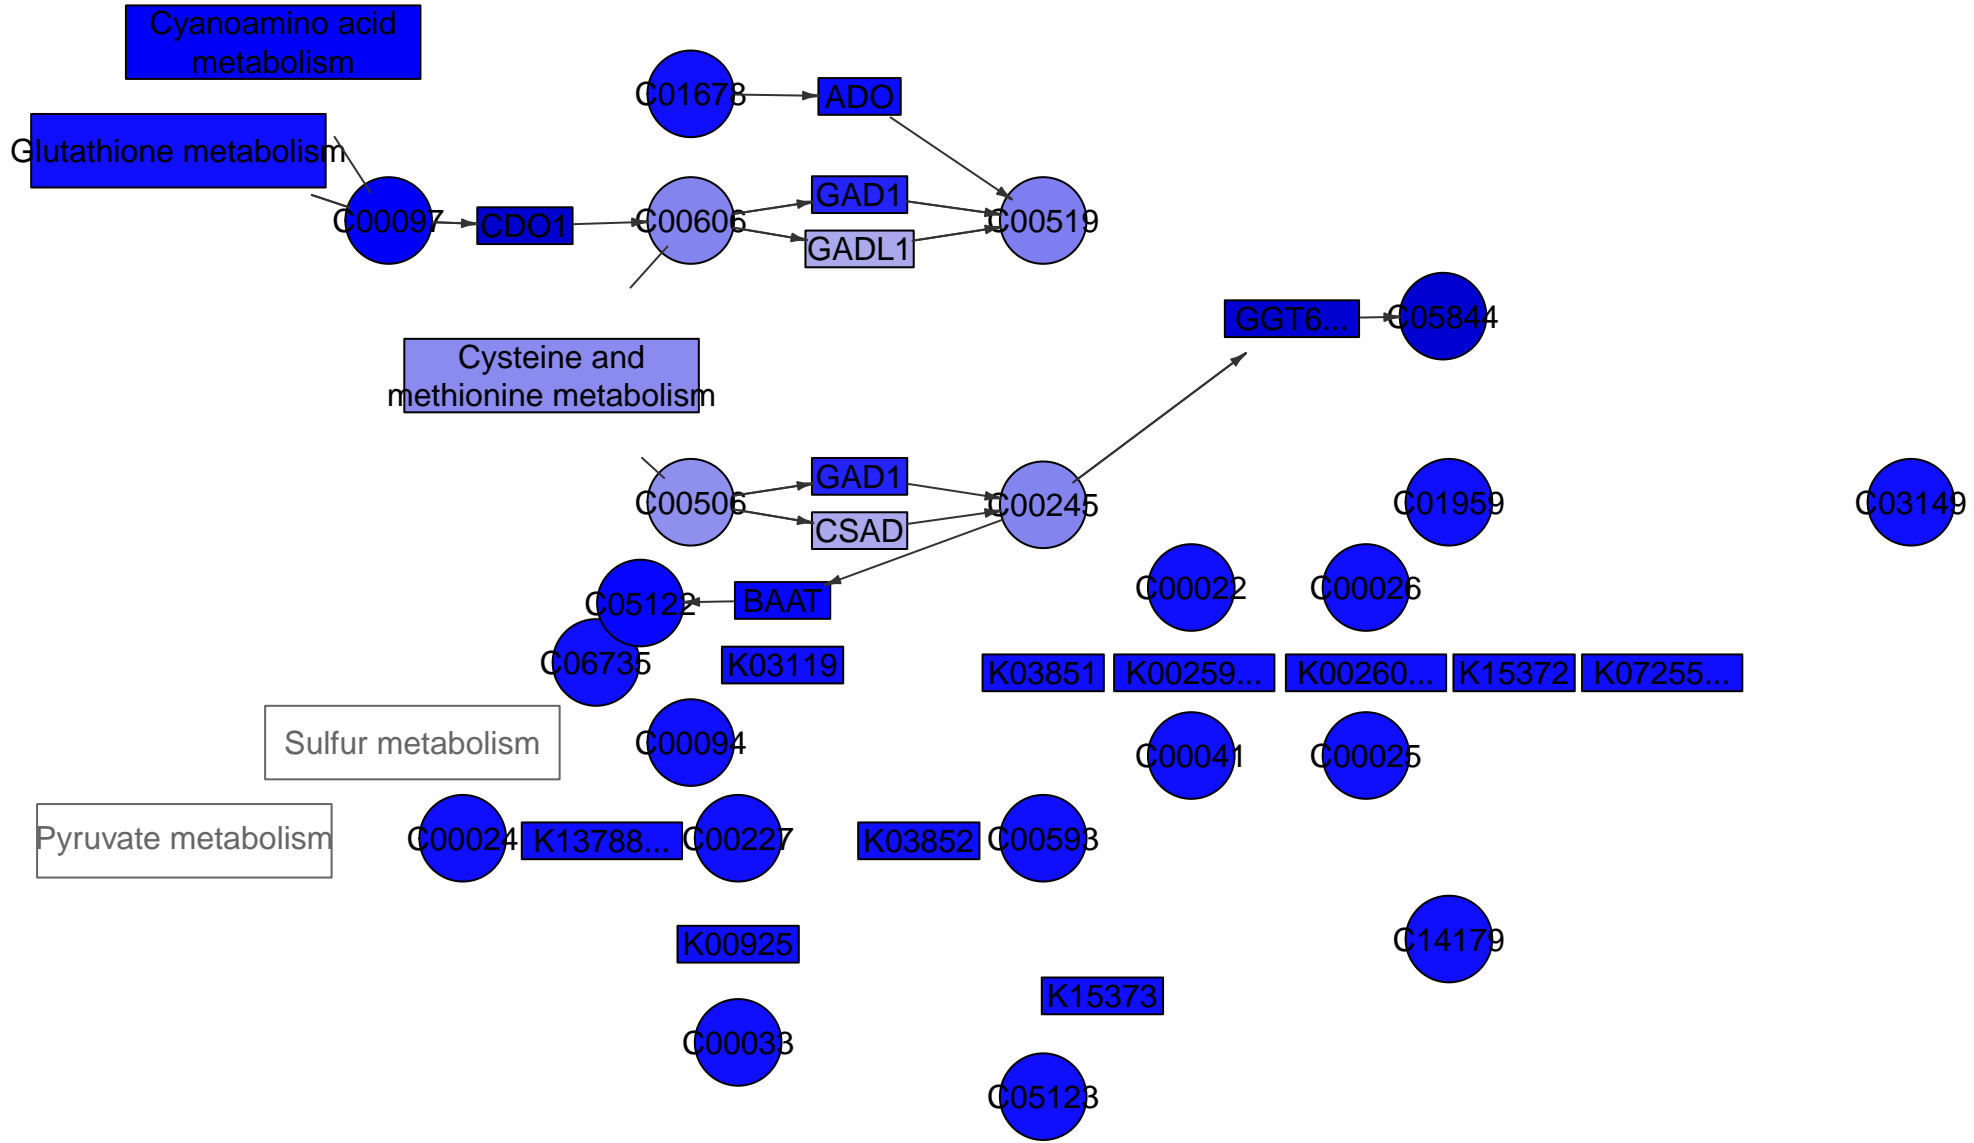 Cyanoamino acid
metabolism
C01678
ADO
Glutathione metabolism
GAD1
C00097
CDO1
C00606
C00519
GADL1
GGT6...
C05844
Cysteine and
methionine metabolism
GAD1
C00506
C00245
C01959
C03149
CSAD
C05122
BAAT
C00022
C00026
C06735
K03119
K03851
K00259...
K00260...
K15372
K07255...
Sulfur metabolism
C00094
C00041
C00025
Pyruvate metabolism
C00024
K13788...
C00227
K03852
C00593
K00925
C14179
K15373
C00033
C05123